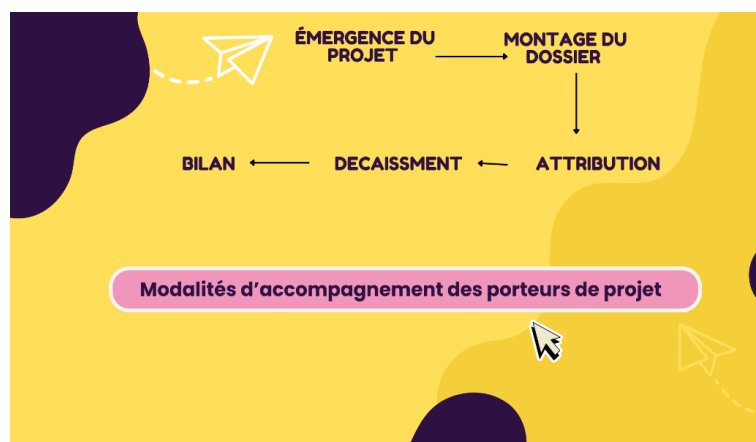 ÉMERGENCE DU
PROJET
MONTAGE DU
DOSSIER
ATTRIBUTION
DECAISSMENT
BILAN
Modalités d'accompagnement des porteurs de projet